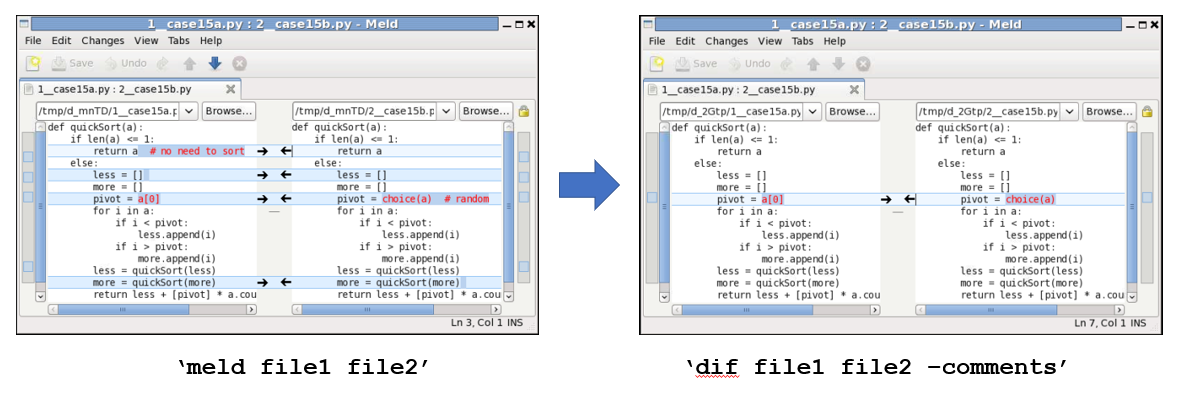 1__case15a.py : 2__case15b.py - Meld
File Edit Changes View Tabs Help
Save Undo
1__case15a.py : 2__case15b.py
/tmp/d_mnTD/1__case15a.p Browse... /tmp/d_mnTD/2__case15b.p Browse...
def quickSort(a):
if len(a) <= 1:
return a # no need to sort
else:
less = []
more = []
pivot = a[0]
for i in a:
if i < pivot:
less.append(i)
if i > pivot:
more.append(i)
less = quickSort(less)
more = quickSort(more)
return less + [pivot] * a.cou
def quickSort(a):
if len(a) <= 1:
return a
else:
less = []
more = []
pivot = choice(a) # random
for i in a:
if i < pivot:
less.append(i)
if i > pivot:
more.append(i)
less = quickSort(less)
more = quickSort(more)
return less + [pivot] * a.cou
Ln 3, Col 1 INS
‘meld file1 file2’
1__case15a.py : 2__case15b.py - Meld
File Edit Changes View Tabs Help
Save Undo
1__case15a.py : 2__case15b.py
/tmp/d_2Gtp/1__case15a.py Browse... /tmp/d_2Gtp/2__case15b.py Browse...
def quickSort(a):
if len(a) <= 1:
return a
else:
less = []
more = []
pivot = a[0]
for i in a:
if i < pivot:
less.append(i)
if i > pivot:
more.append(i)
less = quickSort(less)
more = quickSort(more)
return less + [pivot] * a.cou
def quickSort(a):
if len(a) <= 1:
return a
else:
less = []
more = []
pivot = choice(a)
for i in a:
if i < pivot:
less.append(i)
if i > pivot:
more.append(i)
less = quickSort(less)
more = quickSort(more)
return less + [pivot] * a.cou
Ln 7, Col 1 INS
‘dif file1 file2 –comments’